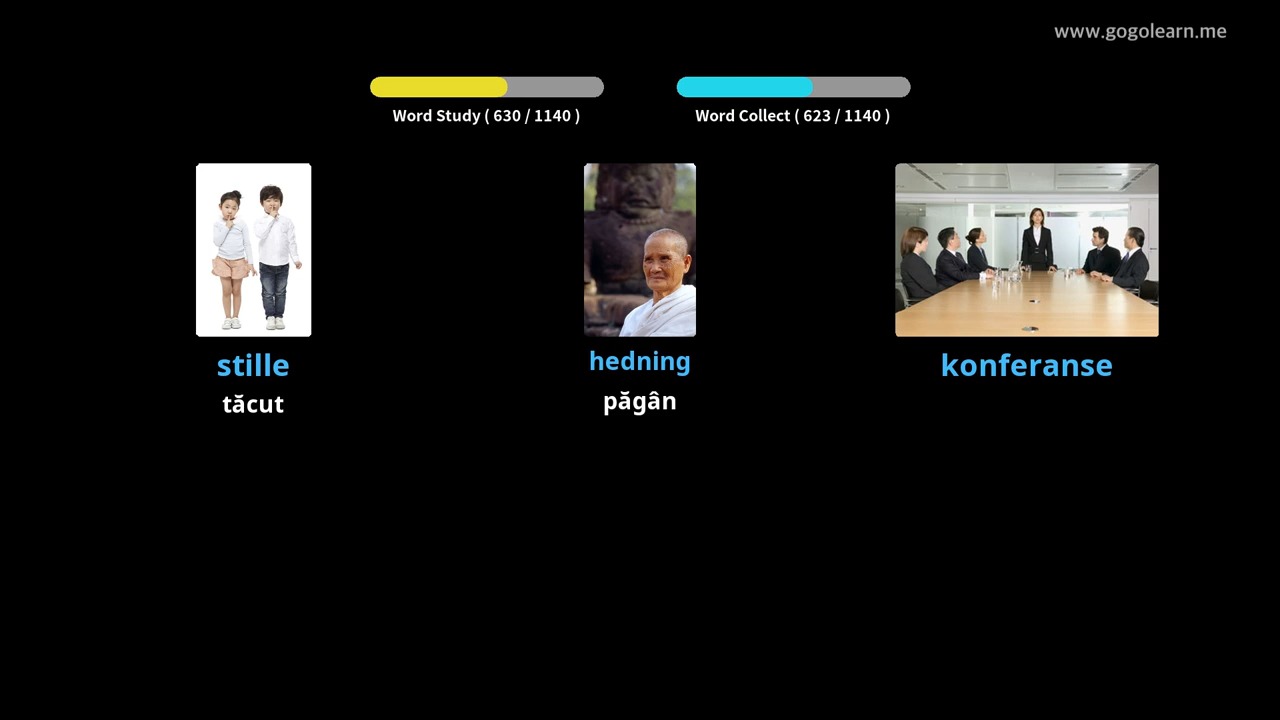 www.gogolearn.me
Word Study ( 630 / 1140 )
Word Collect ( 623 / 1140 )
stille
tăcut
hedning
păgân
konferanse